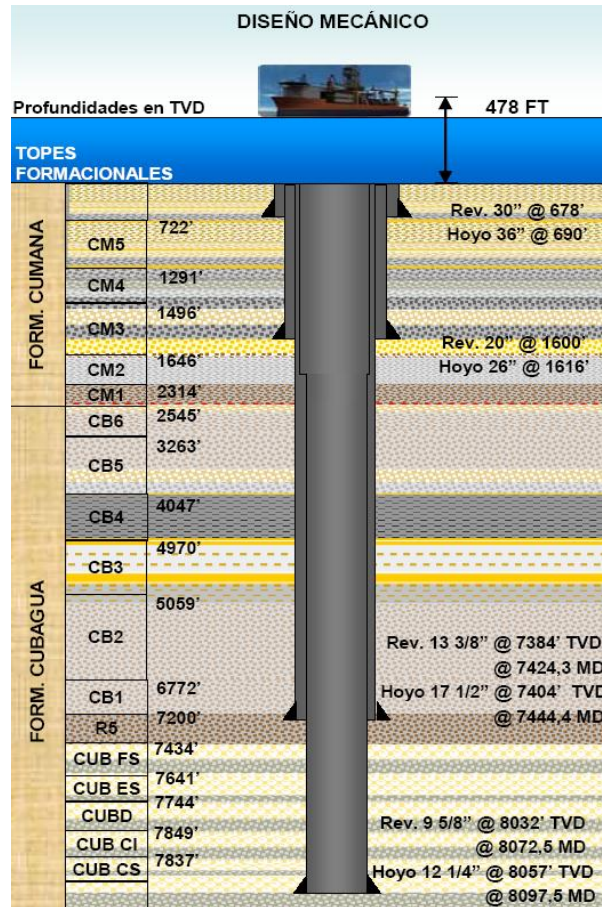 DISEÑO MECÁNICO
Profundidades en TVD
478 FT
TOPES
FORMACIONALES
FORM. CUMANA
Rev. 30” @ 678’
722’
Hoyo 36” @ 690’
CM5
1291’
CM4
1496’
CM3
Rev. 20” @ 1600’
1646’
Hoyo 26” @ 1616’
CM2
2314’
CM1
FORM. CUBAGUA
2545’
CB6
3263’
CB5
4047’
CB4
4970’
CB3
5059’
CB2
Rev. 13 3/8” @ 7384’ TVD
@ 7424,3 MD
6772’
Hoyo 17 1/2” @ 7404’ TVD
CB1
7200’
@ 7444,4 MD
R5
7434’
CUB FS
7641’
CUB ES
7744’
CUBD
Rev. 9 5/8” @ 8032’ TVD
7849’
CUB CI
@ 8072,5 MD
7837’
CUB CS
Hoyo 12 1/4” @ 8057’ TVD
@ 8097,5 MD